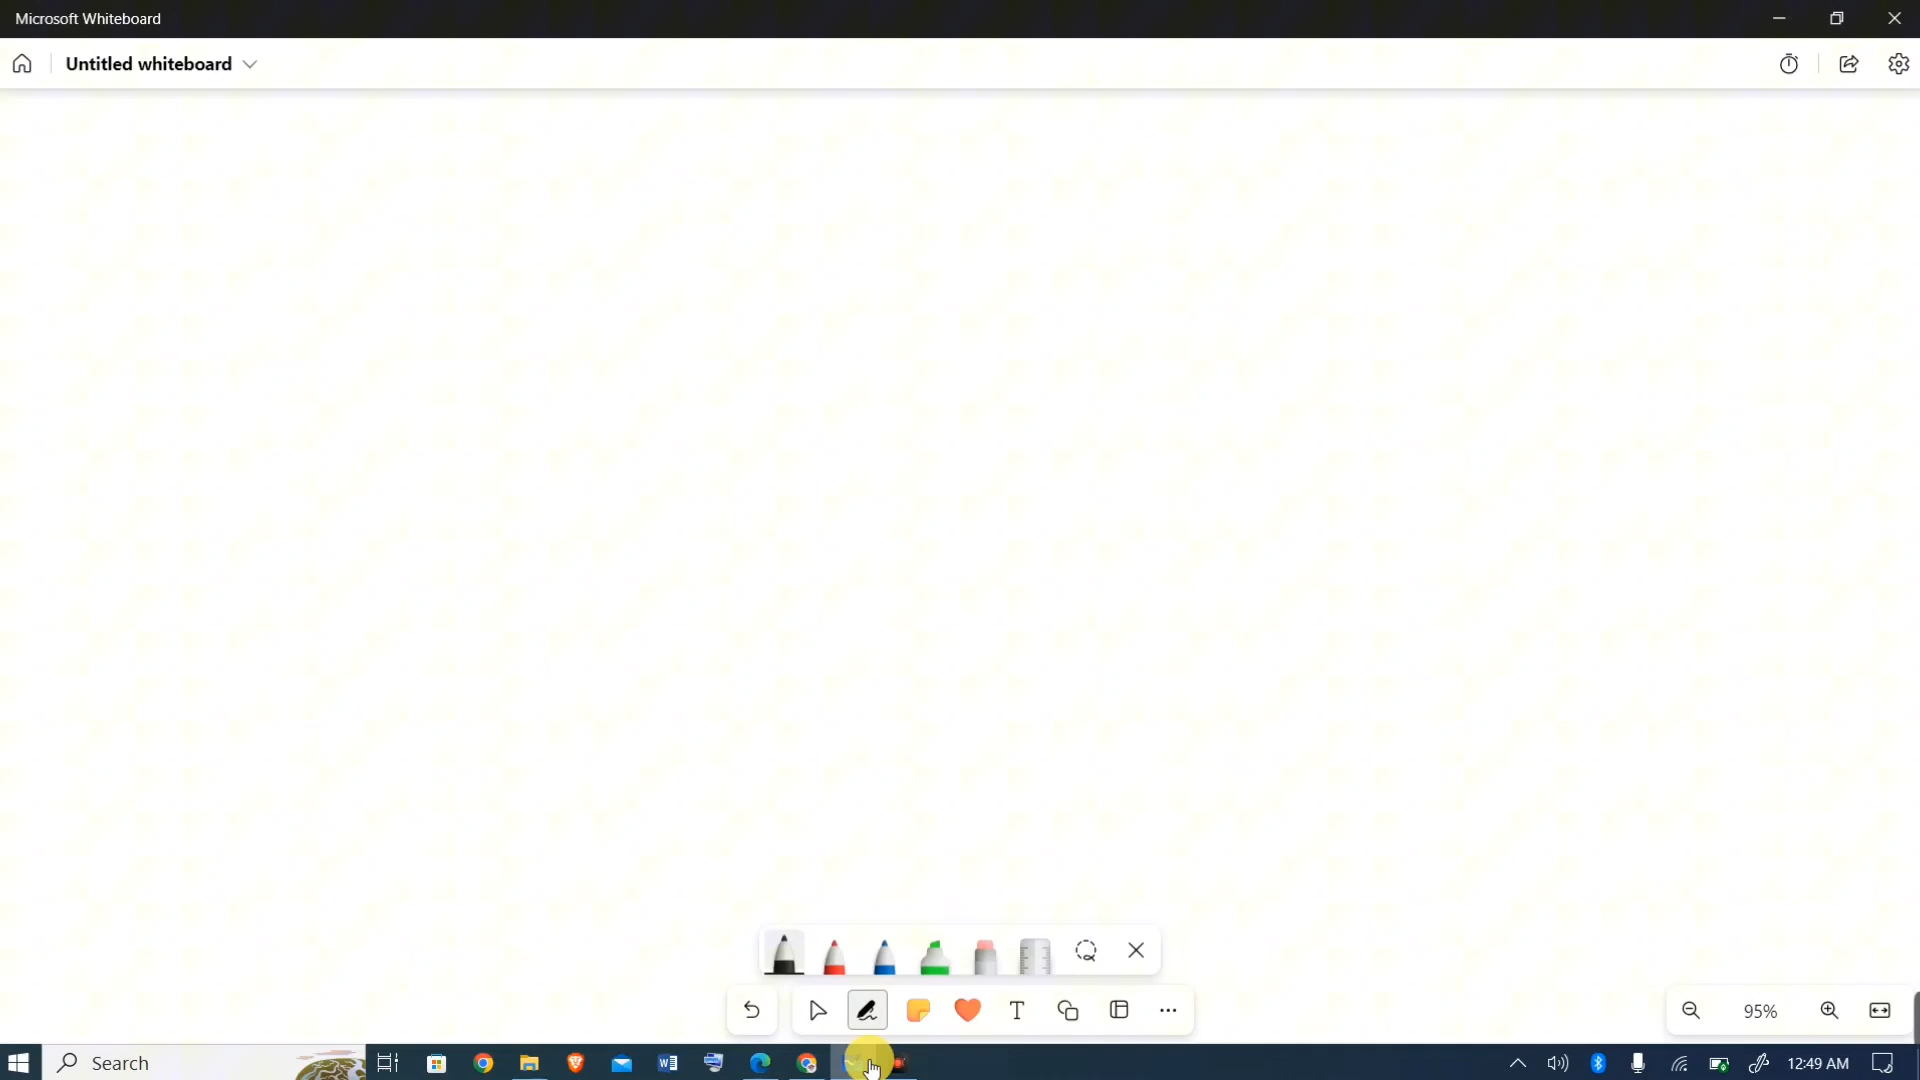 Microsoft Whiteboard
Untitled whiteboard
T
95%
Search
12:49 AM